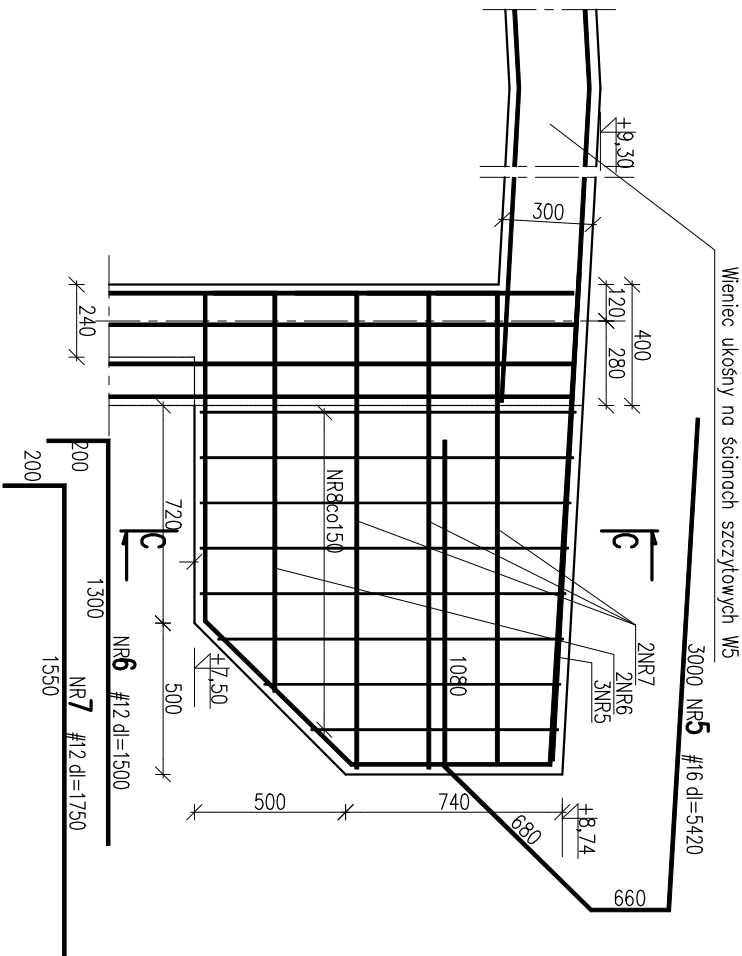 Wieniec ukośny na ścianach szczytowych W5
+9,30
300
120
280
400
240
NR8co150
720
C
C
200
200
1300
NR6 #12 dl=1500
1550
NR7 #12 dl=1750
500
+7,50
500
740
+8,74
2NR7
2NR6
3NR5
3000 NR5 #16 dl=5420
1080
680
660